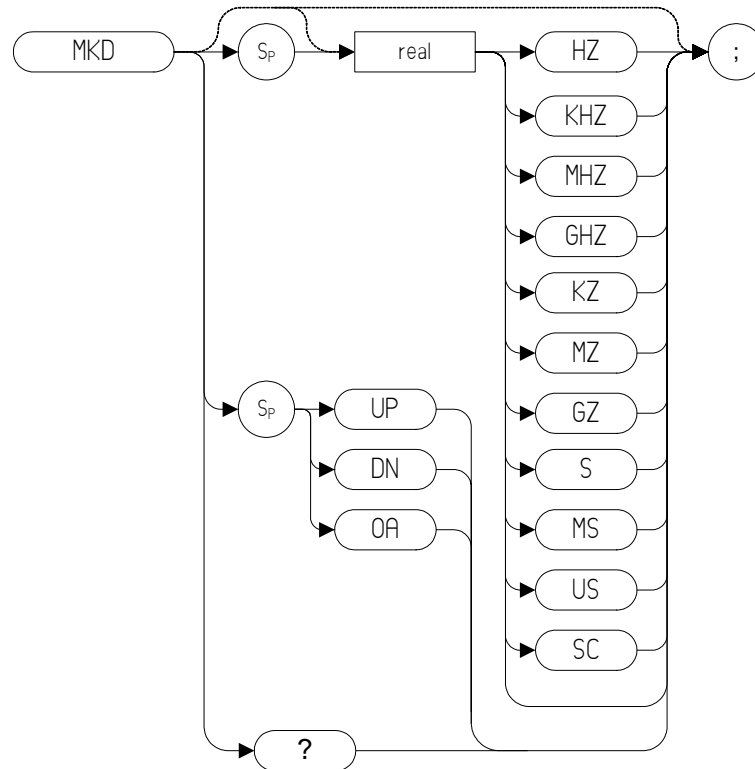 MKD SP real HZ ;
KHZ
MHZ
GHZ
KZ
MZ
GZ
SP UP
DN
OA
S
MS
US
SC
?